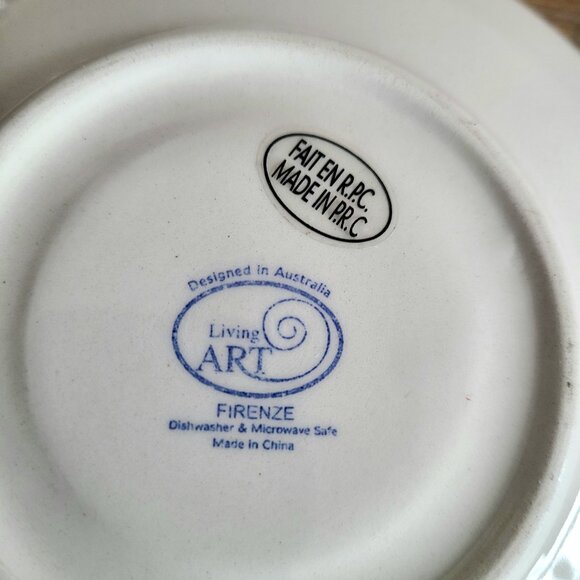 FAIT EN R.P.C.
MADE IN P.R.C
Designed in Australia
Living
ART
FIRENZE
Dishwasher & Microwave Safe
Made in China